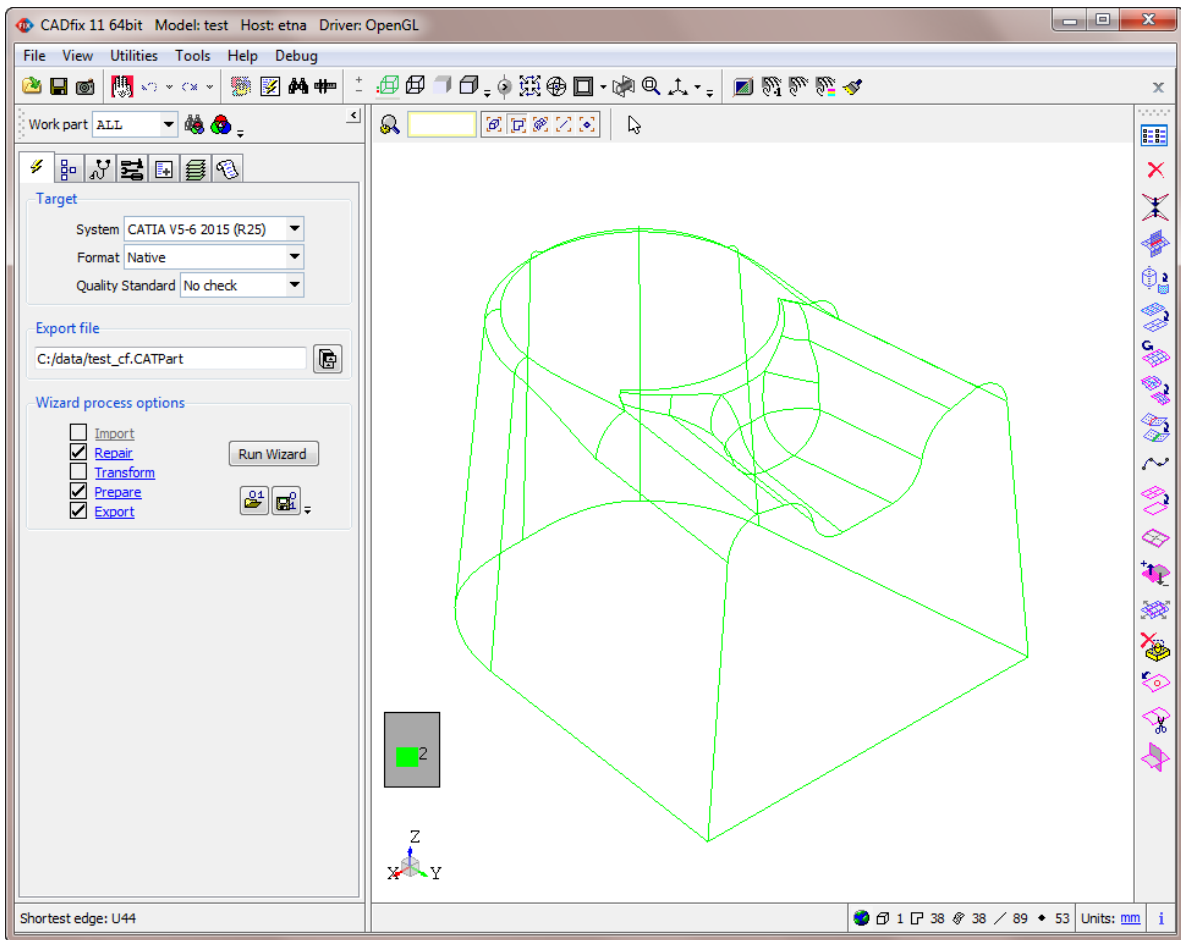 CADfix 11 64bit Model: test Host: etna Driver: OpenGL
File View Utilities Tools Help Debug
Work part ALL
Target
System CATIA V5-6 2015 (R25)
Format Native
Quality Standard No check
Export file
C:/data/test_cf.CATPart
Wizard process options
Import
Repair
Run Wizard
Transform
Prepare
Export
2
Z
X Y
G
Shortest edge: U44
1 38 38 89 53 Units: mm i